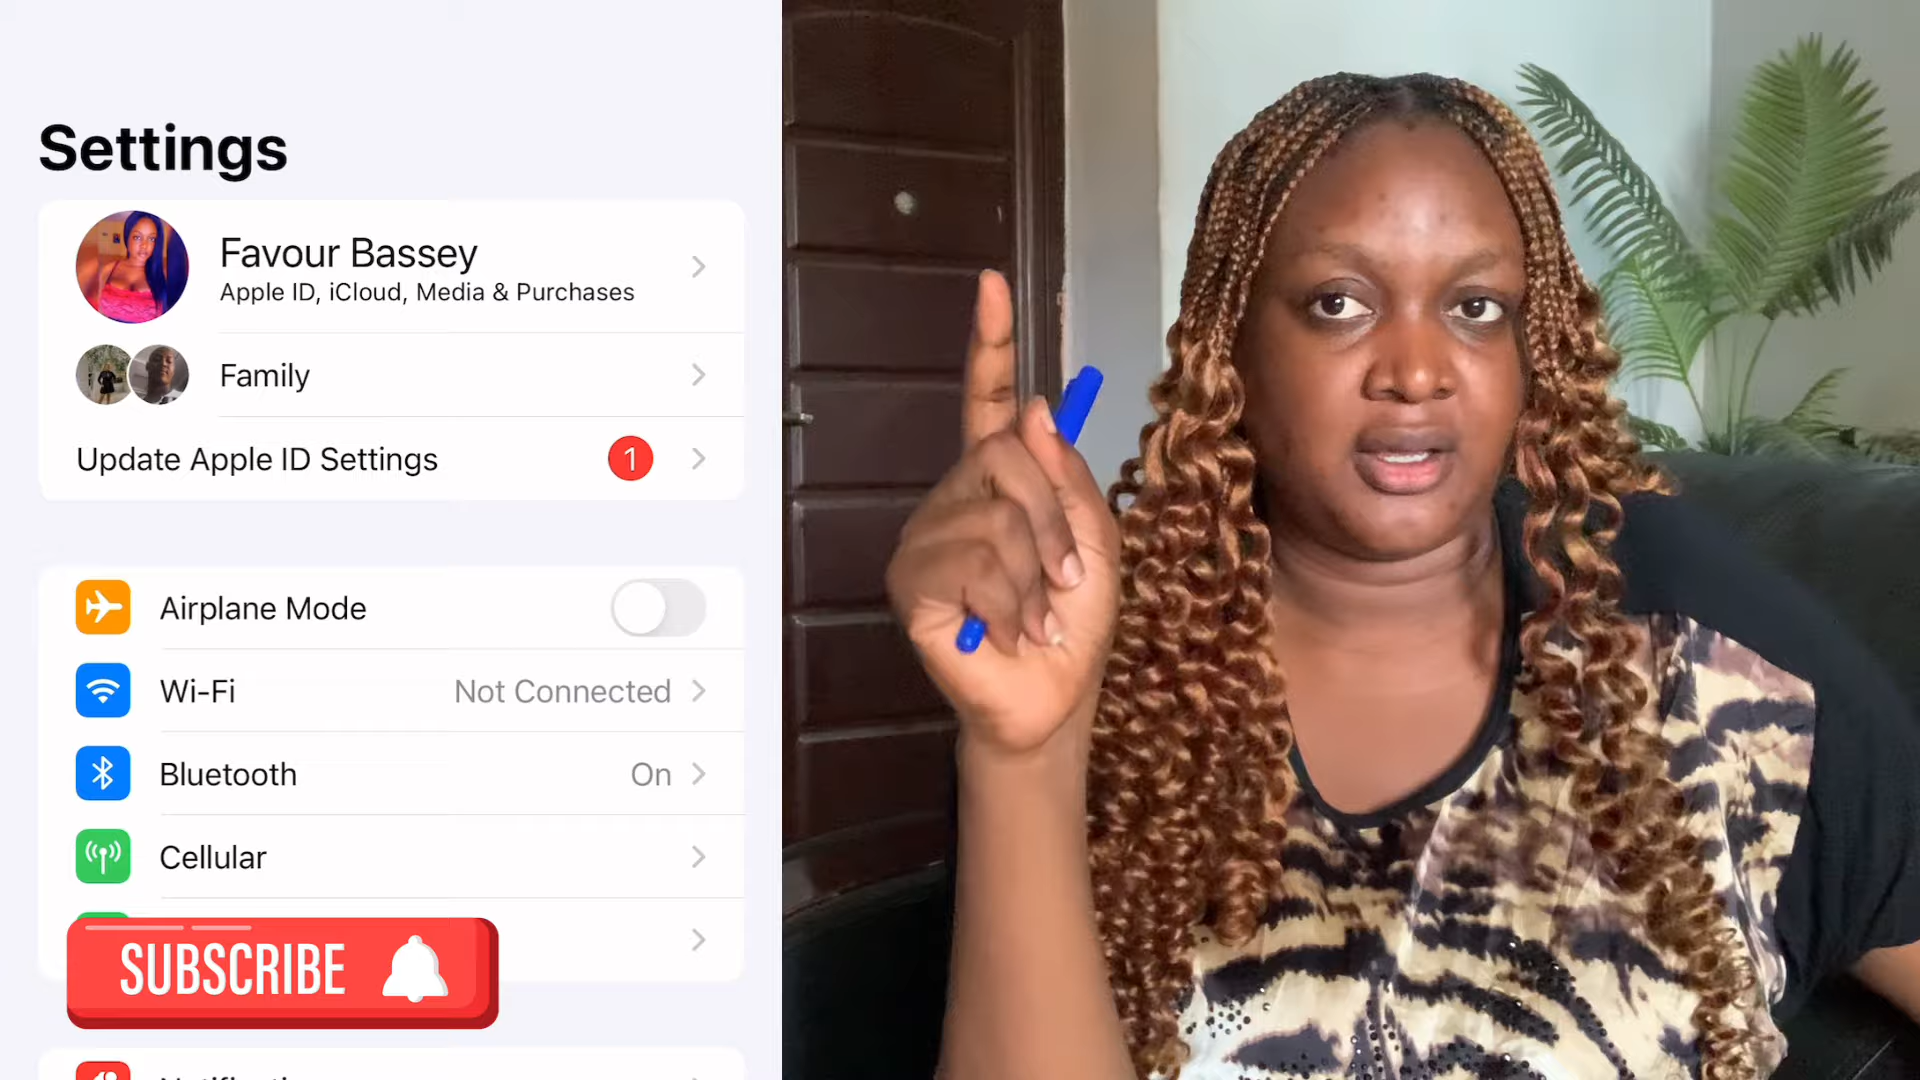 Settings
Favour Bassey
Apple ID, iCloud, Media & Purchases
Family
Update Apple ID Settings 1
Airplane Mode
Wi-Fi Not Connected
Bluetooth On
Cellular
SUBSCRIBE